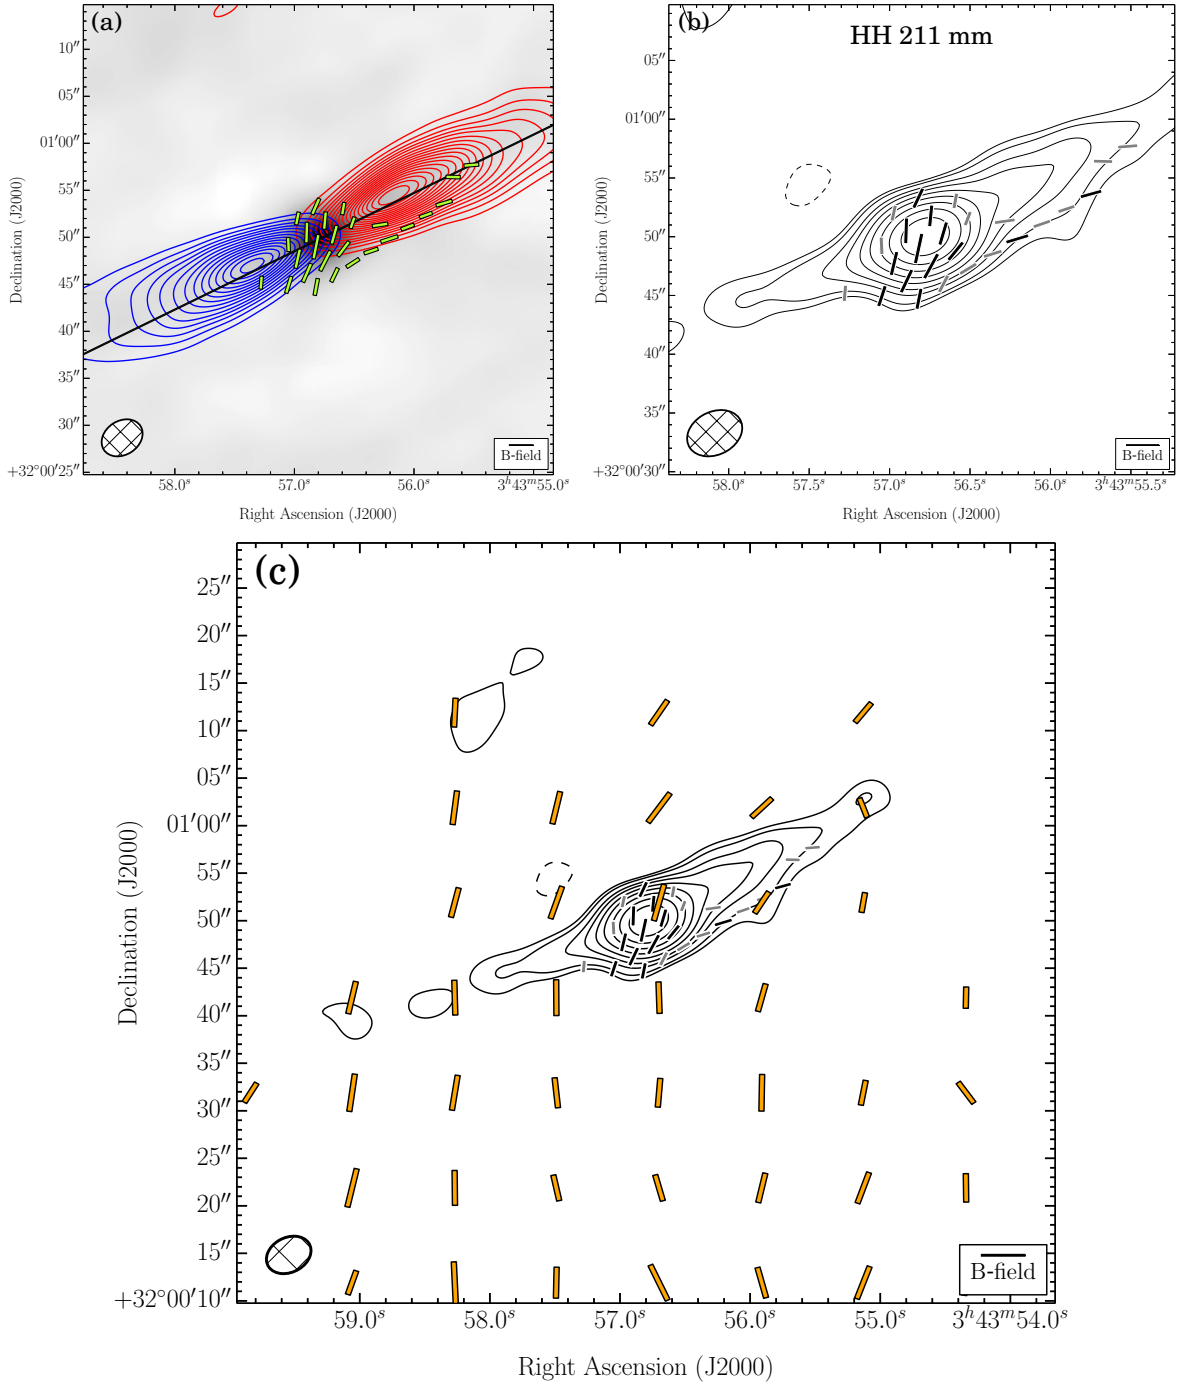 (a)
10″
05″
01′00″
55″
50″
45″
40″
35″
30″
+32°00′25″
Declination (J2000)
58.0ˢ 57.0ˢ 56.0ˢ 3ʰ43ᵐ55.0ˢ
Right Ascension (J2000)
B-field
(b)
HH 211 mm
05″
01′00″
55″
50″
45″
40″
35″
+32°00′30″
Declination (J2000)
58.0ˢ 57.5ˢ 57.0ˢ 56.5ˢ 56.0ˢ 3ʰ43ᵐ55.5ˢ
Right Ascension (J2000)
B-field
(c)
25″
20″
15″
10″
05″
01′00″
55″
50″
45″
40″
35″
30″
25″
20″
15″
+32°00′10″
Declination (J2000)
59.0ˢ 58.0ˢ 57.0ˢ 56.0ˢ 55.0ˢ 3ʰ43ᵐ54.0ˢ
Right Ascension (J2000)
B-field